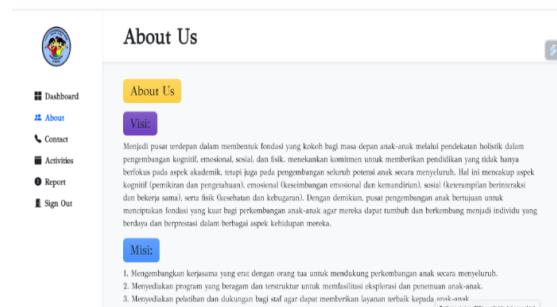 About Us
Dashboard
About
Contact
Activities
Report
Sign Out
About Us
Visi:
Menjadi pusat terdepan dalam membentuk fondasi yang kokoh bagi masa depan anak-anak melalui pendekatan holistik dalam
pengembangan kognitif, emosional, sosial, dan fisik. menekankan komitmen untuk memberikan pendidikan yang tidak hanya
berfokus pada aspek akademik, tetapi juga pada pengembangan seluruh potensi anak secara menyeluruh. Hal ini mencakup aspek
kognitif (pemikiran dan pengetahuan), emosional (keseimbangan emosional dan kemandirian), sosial (keterampilan berinteraksi
dan bekerja sama), serta fisik (kesehatan dan kebugaran). Dengan demikian, pusat pengembangan anak bertujuan untuk
menciptakan fondasi yang kuat bagi perkembangan anak-anak agar mereka dapat tumbuh dan berkembang menjadi individu yang
berdaya dan berprestasi dalam berbagai aspek kehidupan mereka.
Misi:
1. Mengembangkan kerjasama yang erat dengan orang tua untuk mendukung perkembangan anak secara menyeluruh.
2. Menyediakan program yang beragam dan terstruktur untuk memfasilitasi eksplorasi dan penemuan anak-anak.
3. Menyediakan pelatihan dan dukungan bagi staf agar dapat memberikan layanan terbaik kepada anak-anak